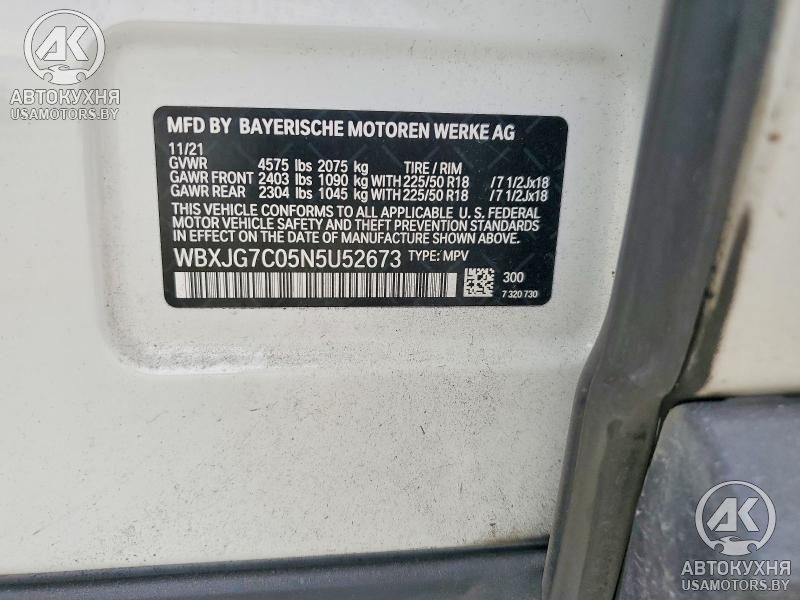 AK
АВТОКУХНЯ
USAMOTORS.BY
MFD BY BAYERISCHE MOTOREN WERKE AG
11/21
GVWR 4575 lbs 2075 kg TIRE / RIM
GAWR FRONT 2403 lbs 1090 kg WITH 225/50 R18 /7 1/2Jx18
GAWR REAR 2304 lbs 1045 kg WITH 225/50 R18 /7 1/2Jx18
THIS VEHICLE CONFORMS TO ALL APPLICABLE U. S. FEDERAL
MOTOR VEHICLE SAFETY AND THEFT PREVENTION
STANDARDS IN EFFECT ON THE DATE OF MANUFACTURE SHOWN ABOVE.
WBXJG7C05N5U52673 TYPE: MPV
300
7 320 730
AK
АВТОКУХНЯ
USAMOTORS.BY